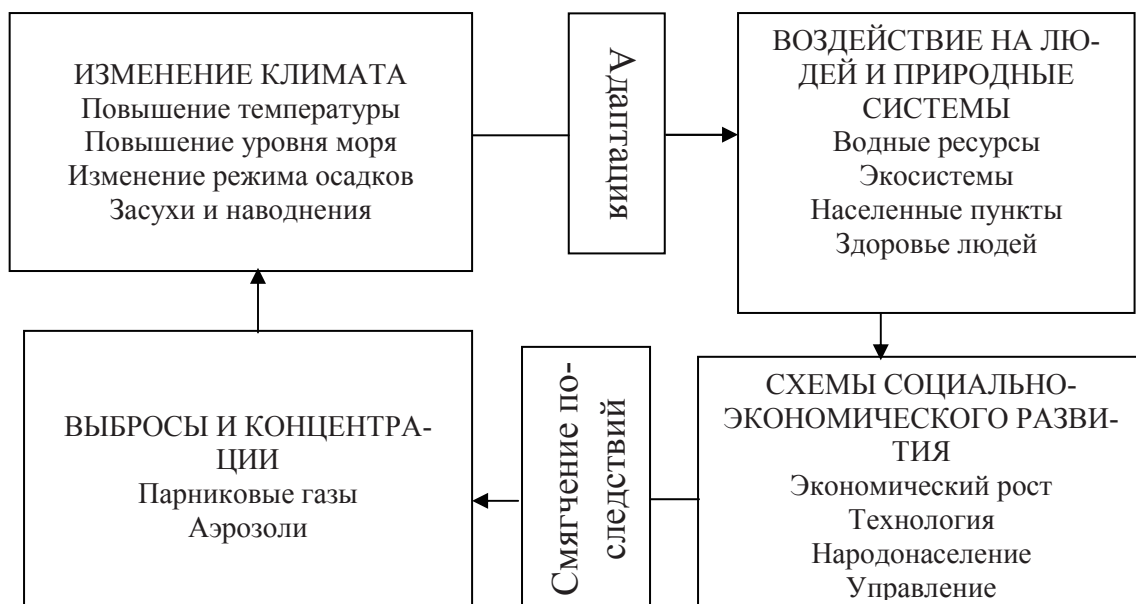 ИЗМЕНЕНИЕ КЛИМАТА
Повышение температуры
Повышение уровня моря
Изменение режима осадков
Засухи и наводнения
Адаптация
ВОЗДЕЙСТВИЕ НА ЛЮ-
ДЕЙ И ПРИРОДНЫЕ
СИСТЕМЫ
Водные ресурсы
Экосистемы
Населенные пункты
Здоровье людей
ВЫБРОСЫ И КОНЦЕНТРА-
ЦИИ
Парниковые газы
Аэрозоли
Смягчение по-
следствий
СХЕМЫ СОЦИАЛЬНО-
ЭКОНОМИЧЕСКОГО РАЗВИ-
ТИЯ
Экономический рост
Технология
Народонаселение
Управление